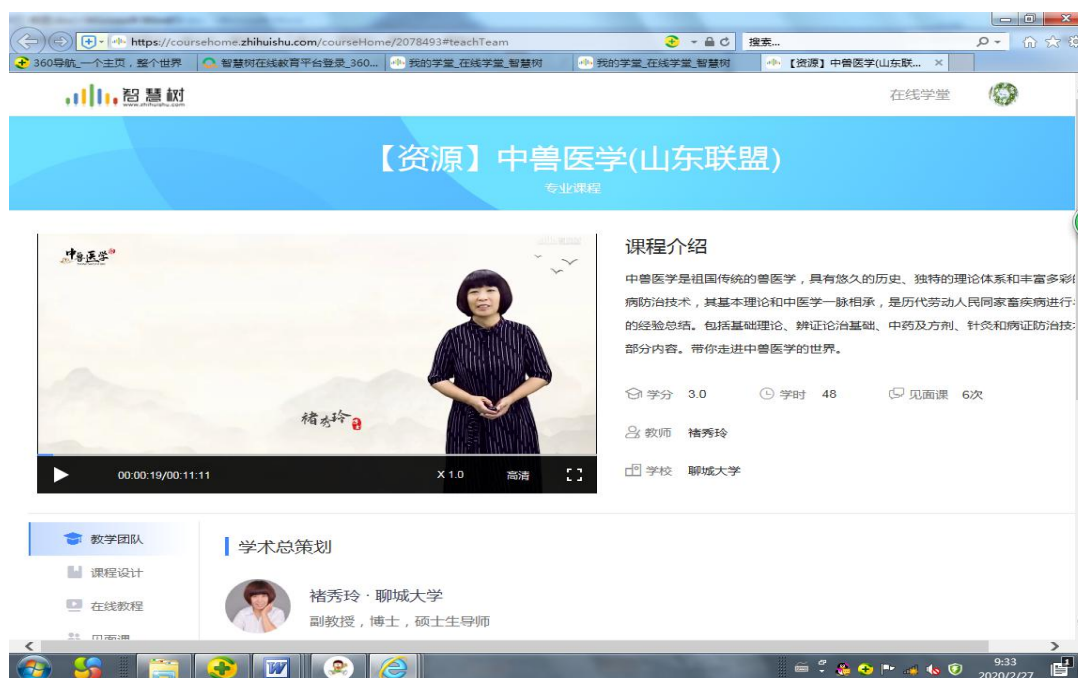 https://coursehome.zhihuishu.com/courseHome/2078493#teachTeam
搜索...
360导航_一个主页，整个世界
智慧树在线教育平台登录_360...
我的学堂_在线学堂_智慧树
我的学堂_在线学堂_智慧树
【资源】中兽医学(山东联... ×
智慧树
www.zhihuishu.com
在线学堂
【资源】中兽医学(山东联盟)
专业课程
中兽医学
褚秀玲
00:00:19/00:11:11
X 1.0
高清
课程介绍
中兽医学是祖国传统的兽医学，具有悠久的历史、独特的理论体系和丰富多彩
病防治技术，其基本理论和中医学一脉相承，是历代劳动人民同家畜疾病进行
的经验总结。包括基础理论、辨证论治基础、中药及方剂、针灸和病证防治技
部分内容。带你走进中兽医学的世界。
学分 3.0
学时 48
见面课 6次
教师 褚秀玲
学校 聊城大学
教学团队
课程设计
在线教程
见面课
学术总策划
褚秀玲·聊城大学
副教授，博士，硕士生导师
9:33
2020/2/27